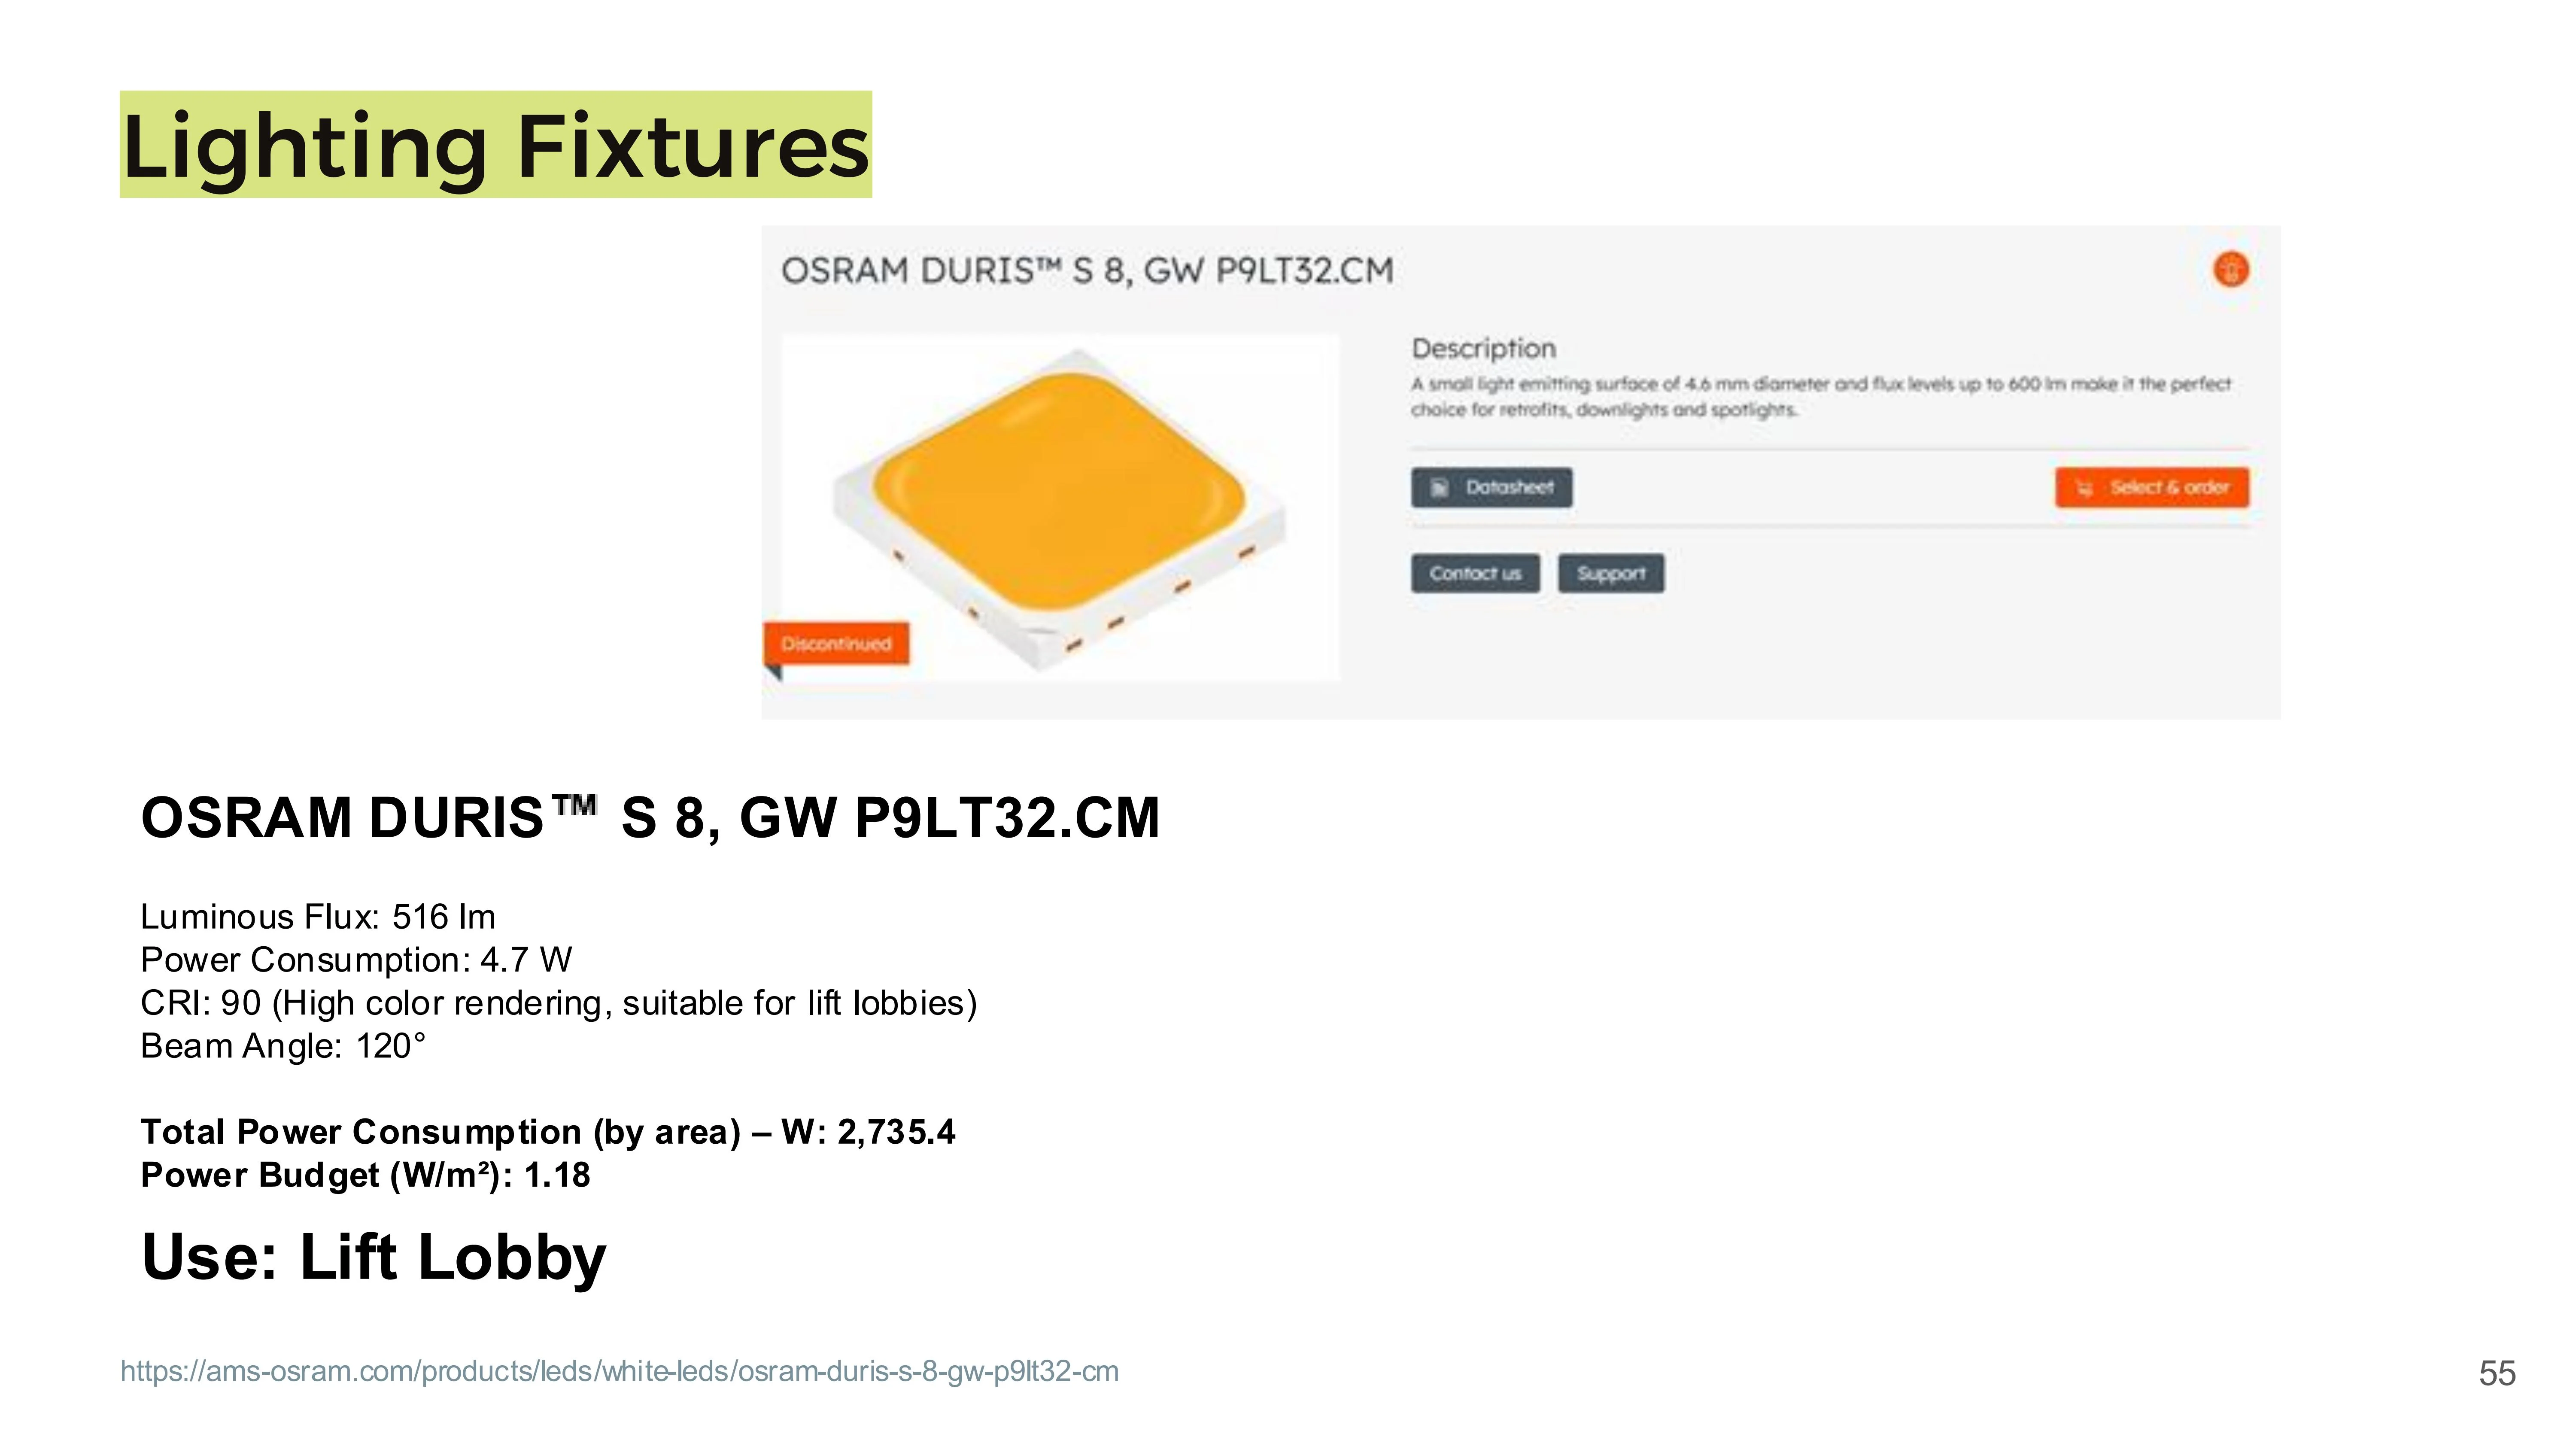 Lighting Fixtures
OSRAM DURIS™ S 8, GW P9LT32.CM
Description
A small light emitting surface of 4.6 mm diameter and flux levels up to 600 lm make it the perfect
choice for retrofits, downlights and spotlights.
Datasheet
Select & order
Contact us
Support
Discontinued
OSRAM DURIS™ S 8, GW P9LT32.CM
Luminous Flux: 516 lm
Power Consumption: 4.7 W
CRI: 90 (High color rendering, suitable for lift lobbies)
Beam Angle: 120°
Total Power Consumption (by area) – W: 2,735.4
Power Budget (W/m²): 1.18
Use: Lift Lobby
https://ams-osram.com/products/leds/white-leds/osram-duris-s-8-gw-p9lt32-cm
55